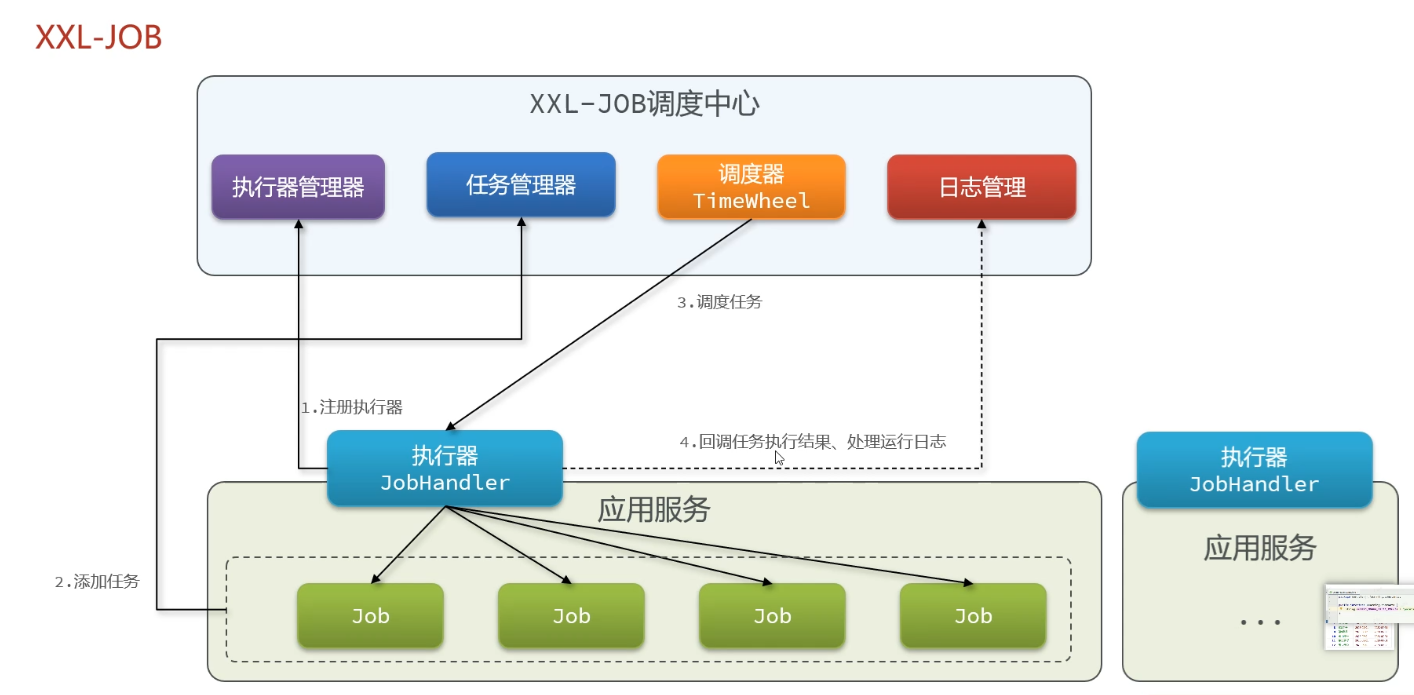 XXL-JOB
XXL-JOB调度中心
执行器管理器
任务管理器
调度器
TimeWheel
日志管理
3.调度任务
1.注册执行器
4.回调任务执行结果、处理运行日志
执行器
JobHandler
应用服务
2.添加任务
Job
Job
Job
Job
执行器
JobHandler
应用服务
...